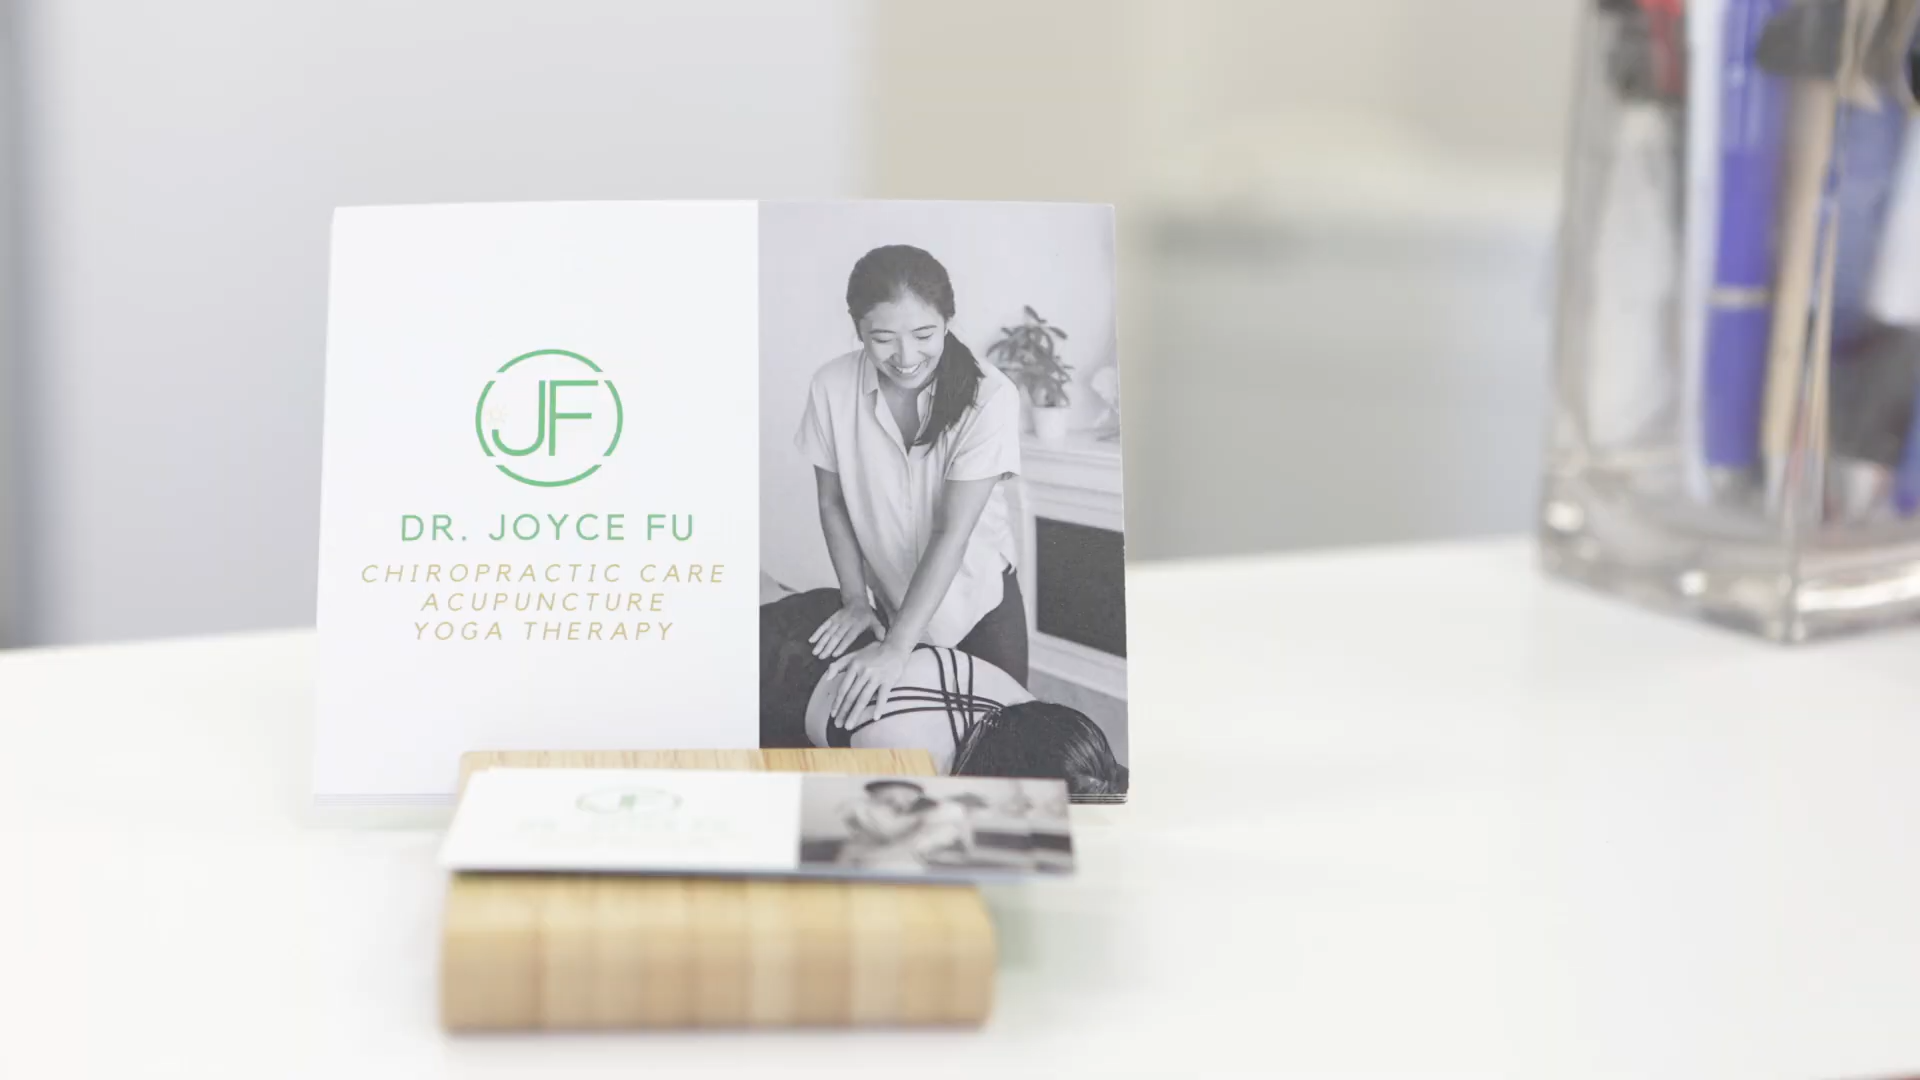 JF
DR. JOYCE FU
CHIROPRACTIC CARE
ACUPUNCTURE
YOGA THERAPY